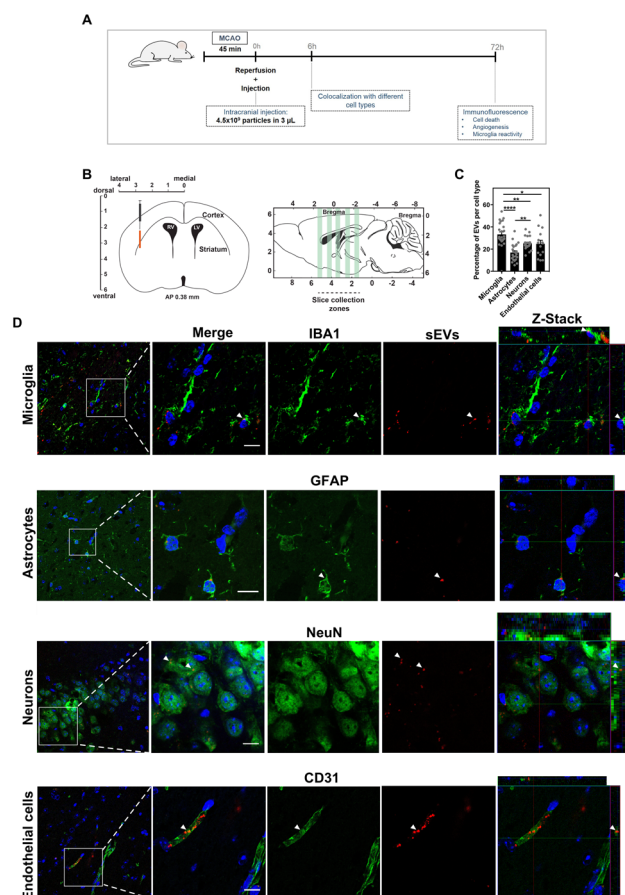 A
MCAO
45 min
0h
6h
72h
Reperfusion
+
Injection
Intracranial injection:
4.5x10⁹ particles in 3 µL
Colocalization with different
cell types
Immunofluorescence
• Cell death
• Angiogenesis
• Microglia reactivity
B
lateral medial
4 3 2 1 0
dorsal
0
1
2
3
4
5
6
ventral
RV
LV
Cortex
Striatum
AP 0.38 mm
4 2 0 -2 -4 -6 -8
Bregma
Bregma
6
4
2
0
0
2
4
6
8 6 4 2 0 -2 -4
Slice collection
zones
C
Percentage of EVs per cell type
80
60
40
20
0
*
**
****
**
Microglia
Astrocytes
Neurons
Endothelial cells
D
Merge IBA1 sEVs Z-Stack
Microglia
GFAP
Astrocytes
NeuN
Neurons
CD31
Endothelial cells